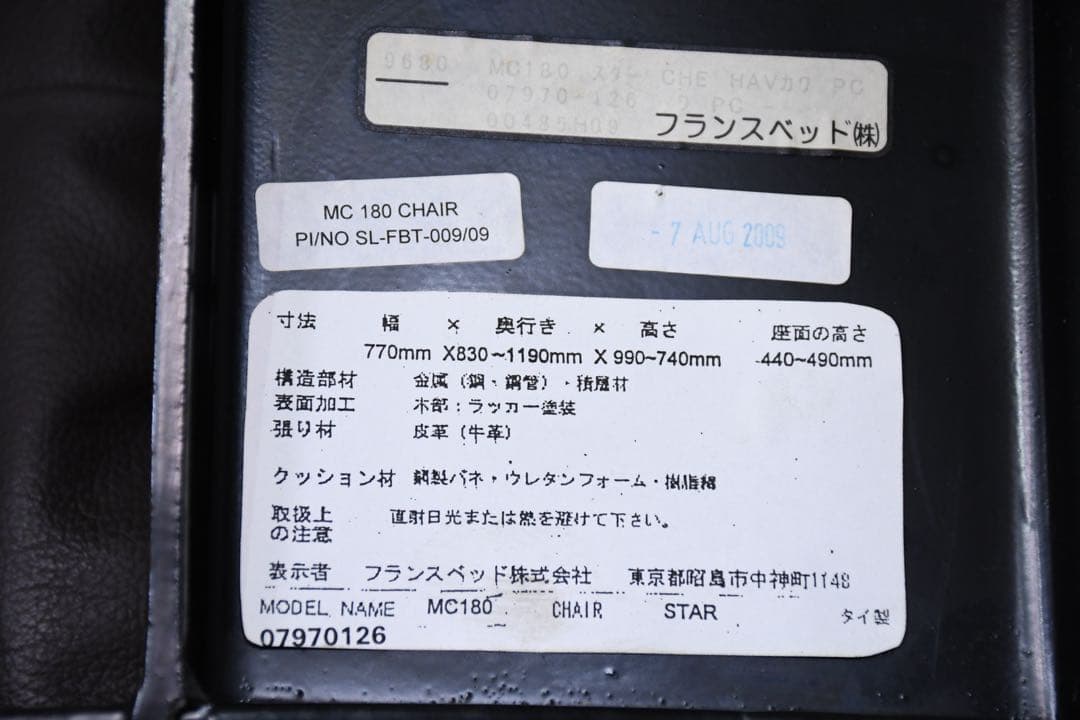 9680 MC180 スター CHE HAVカワ PC
07970-126 ワ PC
00485H09 フランスベッド㈱
MC 180 CHAIR
PI/NO SL-FBT-009/09
- 7 AUG 2009
寸法 幅 × 奥行き × 高さ 座面の高さ
770mm X830~1190mm X 990~740mm 440~490mm
構造部材 金属（鋼・鋼管）・積層材
表面加工 木部：ラッカー塗装
張り材 皮革（牛革）
クッション材 鋼製バネ・ウレタンフォーム・樹脂綿
取扱上の注意 直射日光または熱を避けて下さい。
表示者 フランスベッド株式会社 東京都昭島市中神町1148
MODEL NAME MC180 CHAIR STAR タイ製
07970126